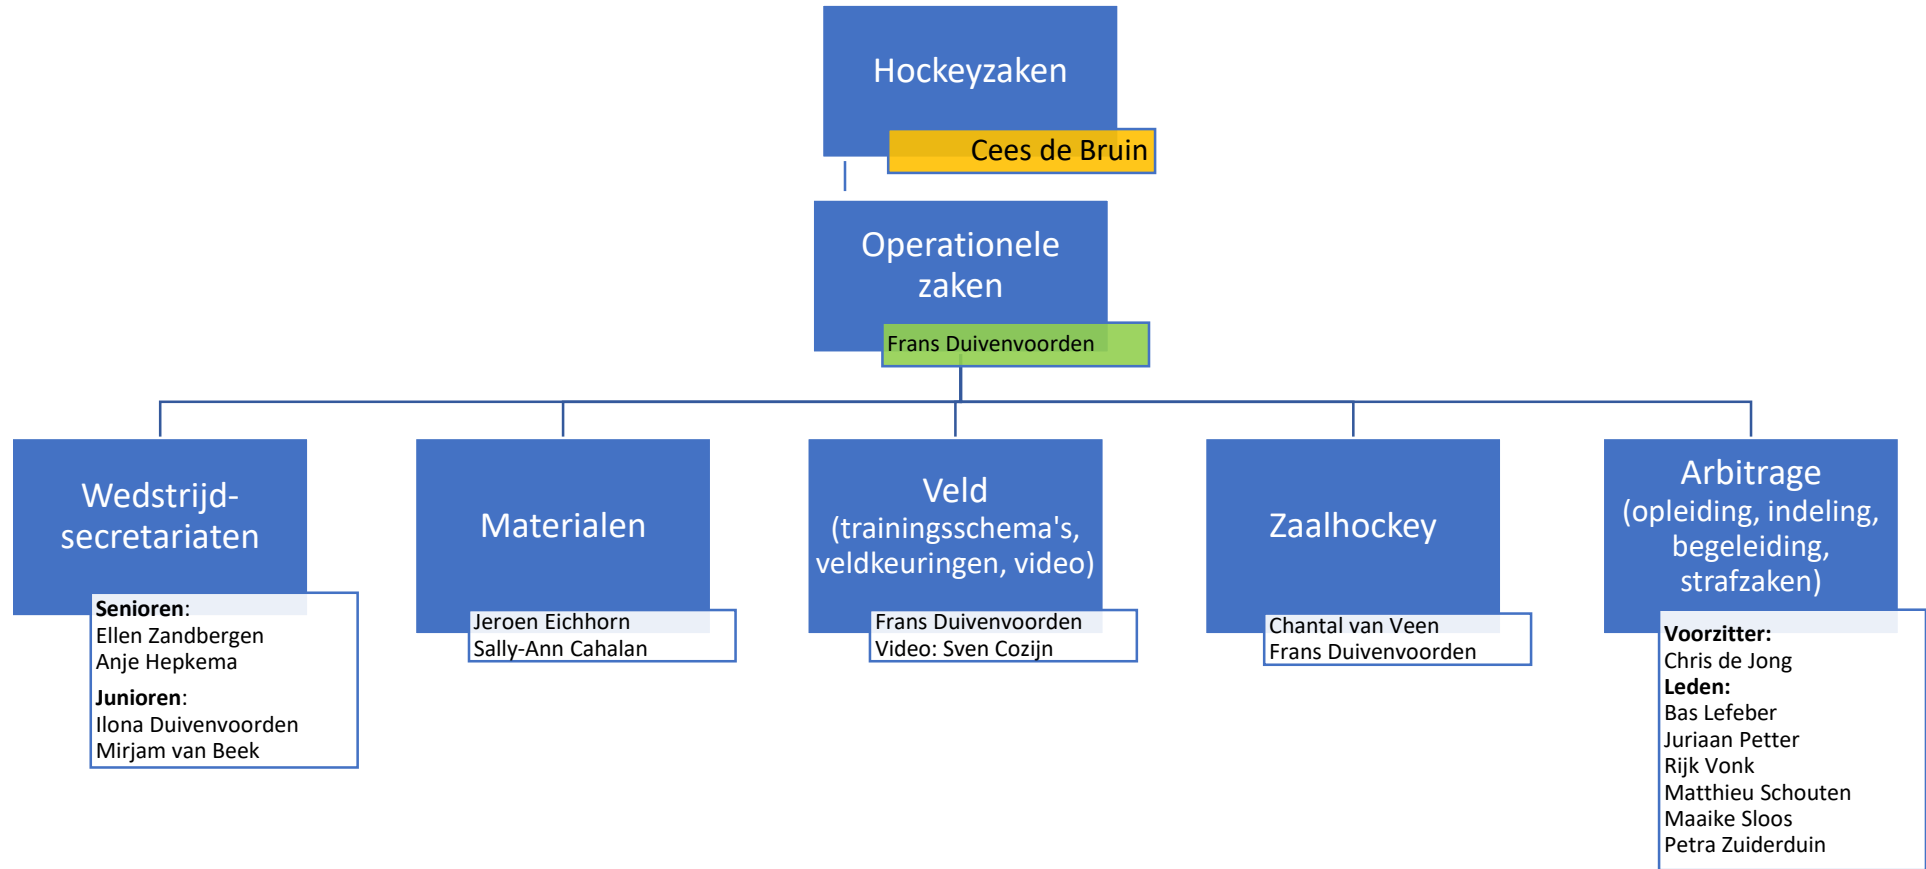 Hockeyzaken
Cees de Bruin
Operationele
zaken
Frans Duivenvoorden
Wedstrijd-
secretariaten
Senioren:
Ellen Zandbergen
Anje Hepkema
Junioren:
Ilona Duivenvoorden
Mirjam van Beek
Materialen
Jeroen Eichhorn
Sally-Ann Cahalan
Veld
(trainingsschema's,
veldkeuringen, video)
Frans Duivenvoorden
Video: Sven Cozijn
Zaalhockey
Chantal van Veen
Frans Duivenvoorden
Arbitrage
(opleiding, indeling,
begeleiding,
strafzaken)
Voorzitter:
Chris de Jong
Leden:
Bas Lefeber
Juriaan Petter
Rijk Vonk
Matthieu Schouten
Maaike Sloos
Petra Zuiderduin